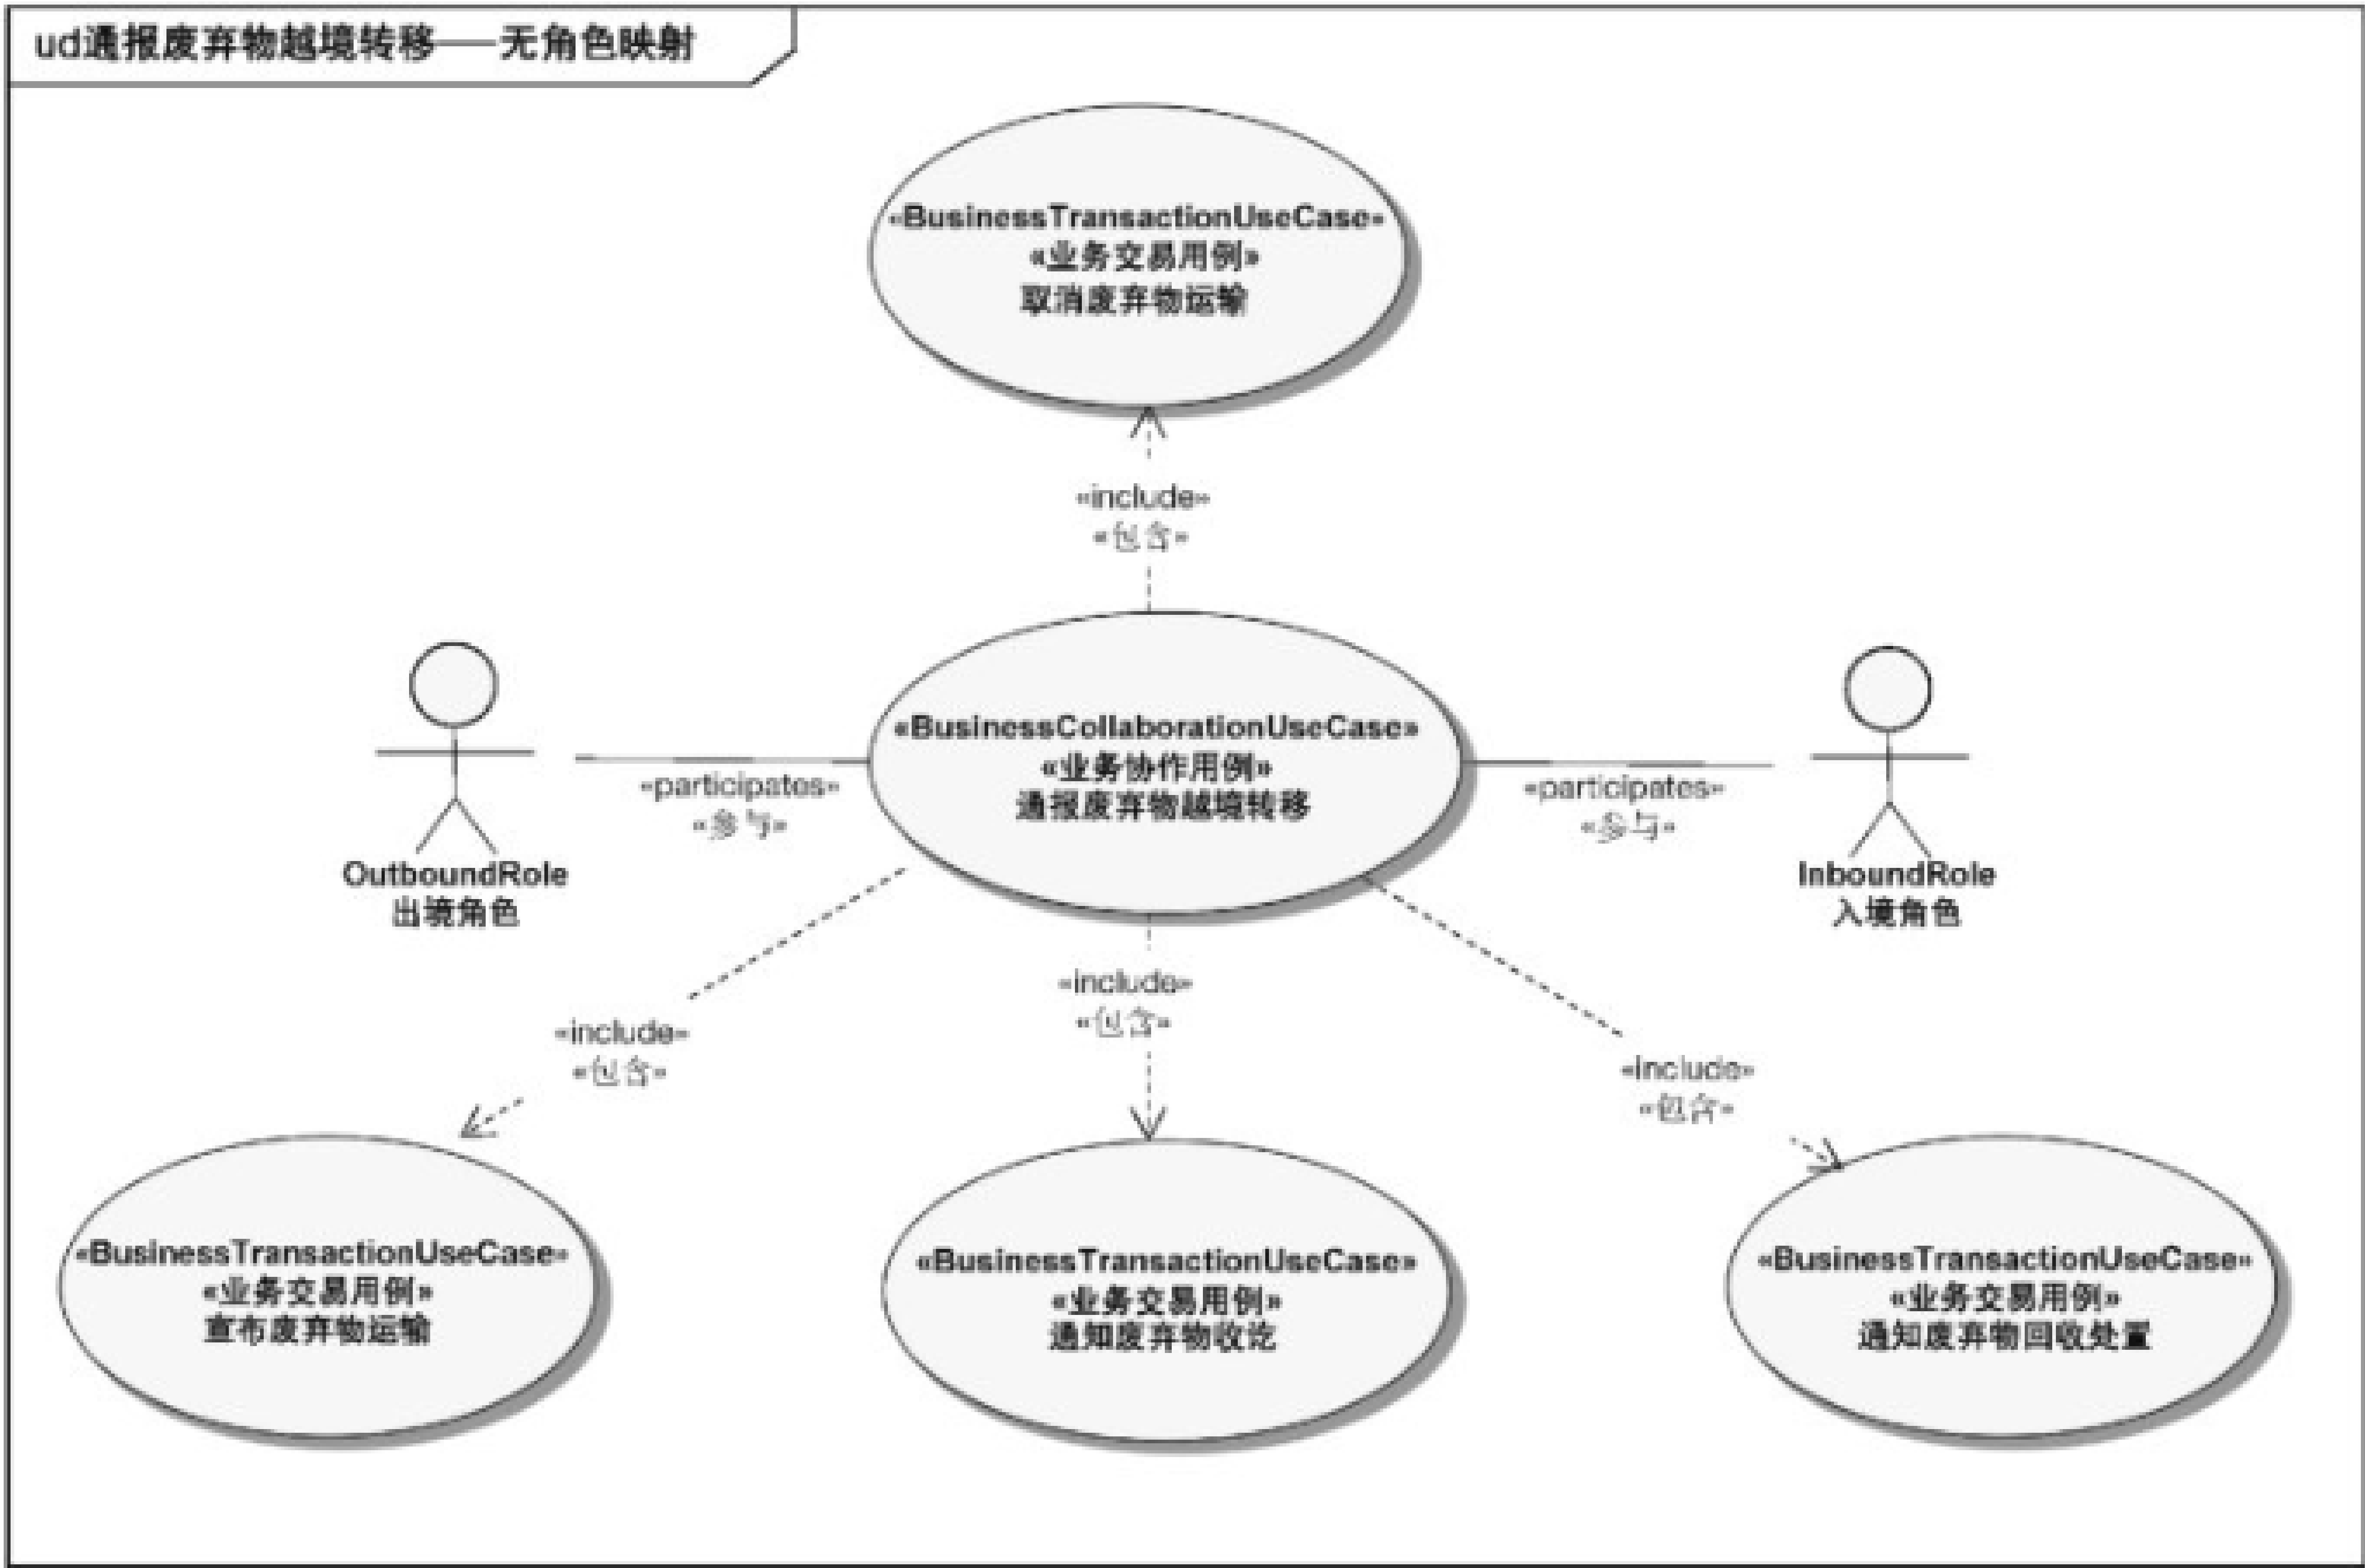 ud通报废弃物越境转移——无角色映射
«BusinessTransactionUseCase»
«业务交易用例»
取消废弃物运输
«include»
«包含»
«BusinessCollaborationUseCase»
«业务协作用例»
通报废弃物越境转移
«participates»
«参与»
«participates»
«参与»
OutboundRole
出境角色
InboundRole
入境角色
«include»
«包含»
«include»
«包含»
«include»
«包含»
«BusinessTransactionUseCase»
«业务交易用例»
宣布废弃物运输
«BusinessTransactionUseCase»
«业务交易用例»
通知废弃物收讫
«BusinessTransactionUseCase»
«业务交易用例»
通知废弃物回收处置